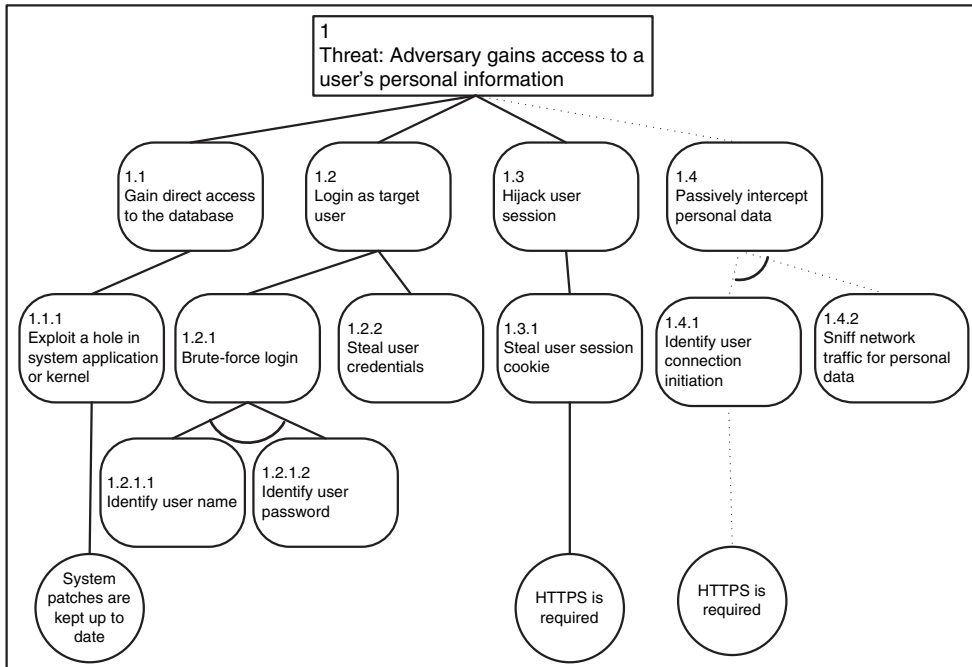 1
Threat: Adversary gains access to a
user's personal information
1.1
Gain direct access
to the database
1.2
Login as target
user
1.3
Hijack user
session
1.4
Passively intercept
personal data
1.1.1
Exploit a hole in
system application
or kernel
1.2.1
Brute-force login
1.2.2
Steal user
credentials
1.3.1
Steal user session
cookie
1.4.1
Identify user
connection
initiation
1.4.2
Sniff network
traffic for personal
data
1.2.1.1
Identify user name
1.2.1.2
Identify user
password
System
patches are
kept up to
date
HTTPS is
required
HTTPS is
required